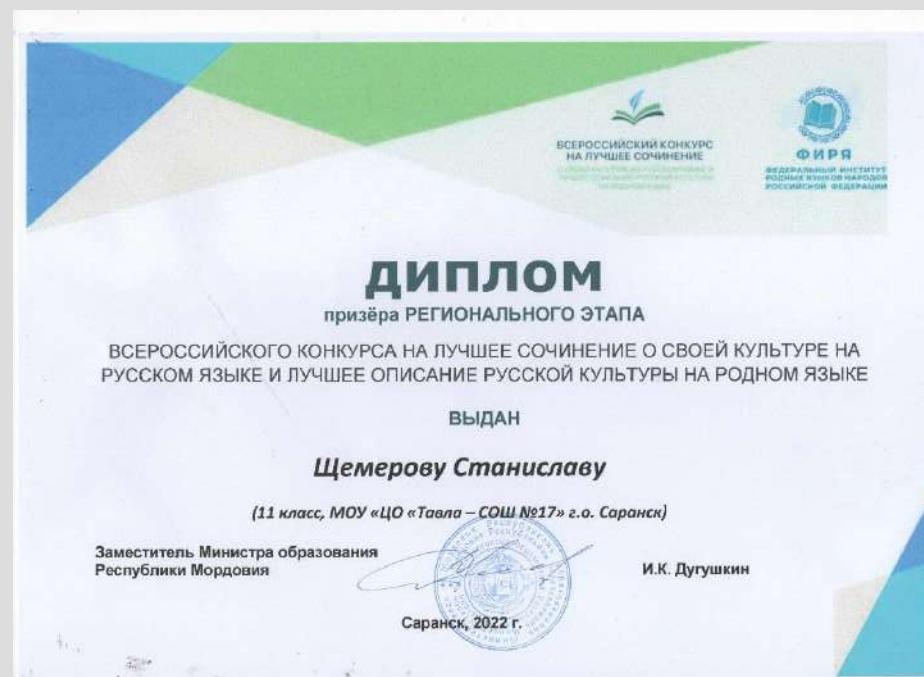 ВСЕРОССИЙСКИЙ КОНКУРС
НА ЛУЧШЕЕ СОЧИНЕНИЕ
ФИРЯ
ФЕДЕРАЛЬНЫЙ ИНСТИТУТ
РОДНЫХ ЯЗЫКОВ НАРОДОВ
РОССИЙСКОЙ ФЕДЕРАЦИИ
ДИПЛОМ
призёра РЕГИОНАЛЬНОГО ЭТАПА
ВСЕРОССИЙСКОГО КОНКУРСА НА ЛУЧШЕЕ СОЧИНЕНИЕ О СВОЕЙ КУЛЬТУРЕ НА
РУССКОМ ЯЗЫКЕ И ЛУЧШЕЕ ОПИСАНИЕ РУССКОЙ КУЛЬТУРЫ НА РОДНОМ ЯЗЫКЕ
ВЫДАН
Щемерову Станиславу
(11 класс, МОУ «ЦО «Тавла – СОШ №17» г.о. Саранск)
Заместитель Министра образования
Республики Мордовия
И.К. Дугушкин
Саранск, 2022 г.